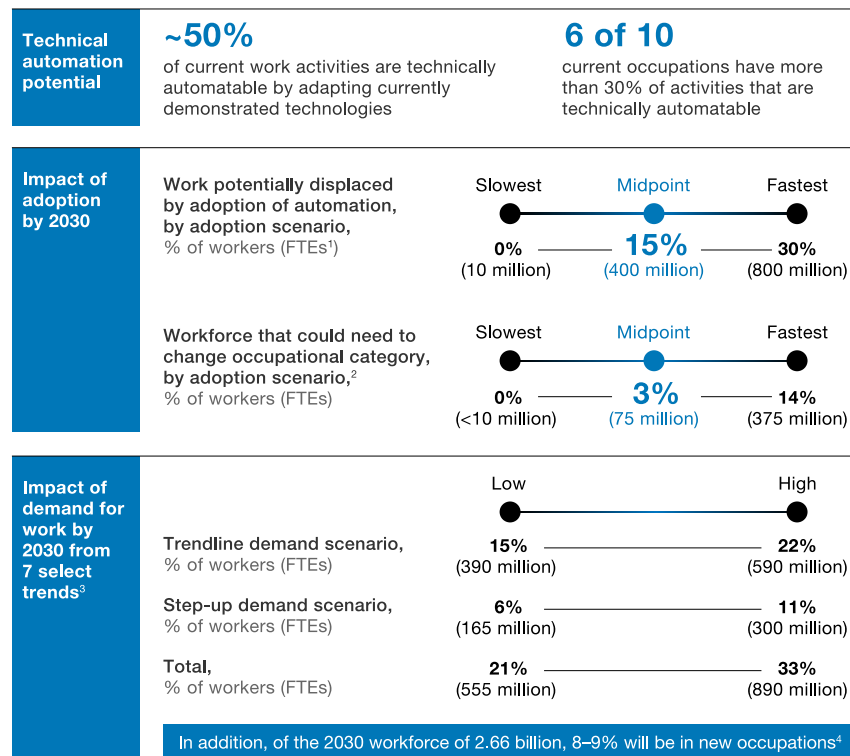 Technical
automation
potential
~50%
of current work activities are technically
automatable by adapting currently
demonstrated technologies
6 of 10
current occupations have more
than 30% of activities that are
technically automatable
Impact of
adoption
by 2030
Work potentially displaced
by adoption of automation,
by adoption scenario,
% of workers (FTEs¹)
Slowest Midpoint Fastest
0% 15% 30%
(10 million) (400 million) (800 million)
Workforce that could need to
change occupational category,
by adoption scenario,²
% of workers (FTEs)
Slowest Midpoint Fastest
0% 3% 14%
(<10 million) (75 million) (375 million)
Impact of
demand for
work by
2030 from
7 select
trends³
Low High
Trendline demand scenario,
% of workers (FTEs)
15% 22%
(390 million) (590 million)
Step-up demand scenario,
% of workers (FTEs)
6% 11%
(165 million) (300 million)
Total,
% of workers (FTEs)
21% 33%
(555 million) (890 million)
In addition, of the 2030 workforce of 2.66 billion, 8–9% will be in new occupations⁴